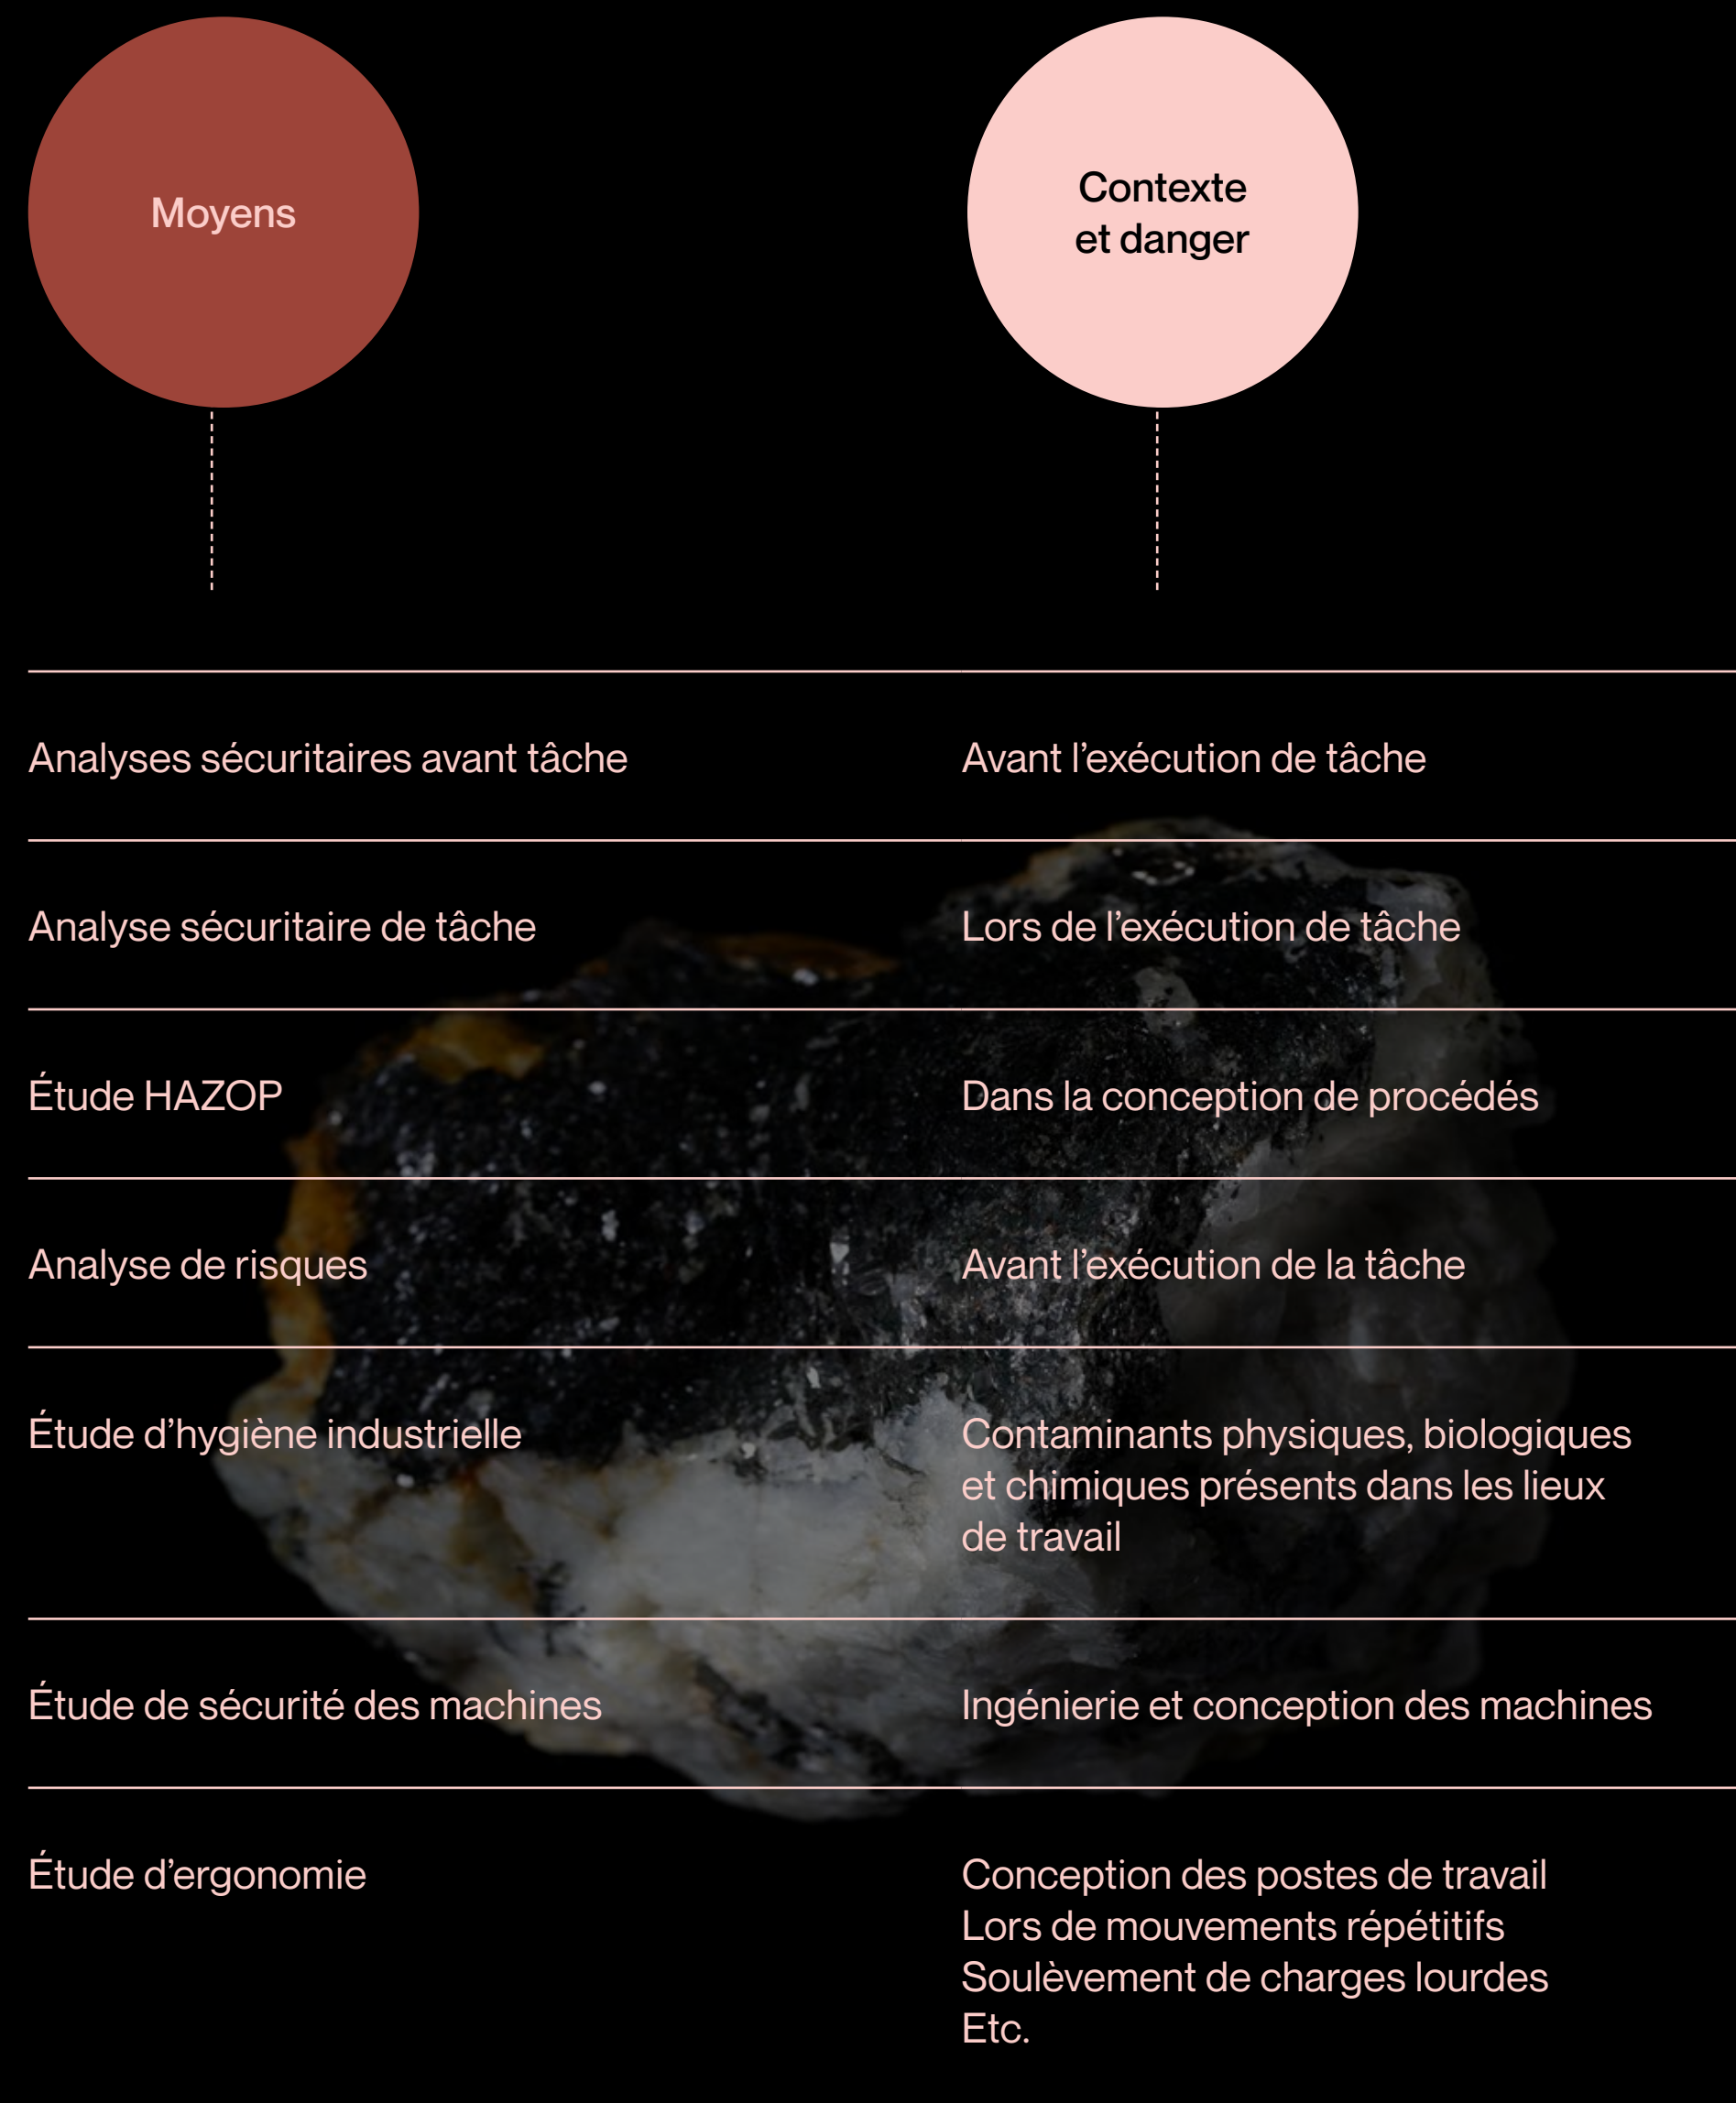 Moyens
Contexte
et danger
Analyses sécuritaires avant tâche
Avant l’exécution de tâche
Analyse sécuritaire de tâche
Lors de l’exécution de tâche
Étude HAZOP
Dans la conception de procédés
Analyse de risques
Avant l’exécution de la tâche
Étude d’hygiène industrielle
Contaminants physiques, biologiques
et chimiques présents dans les lieux
de travail
Étude de sécurité des machines
Ingénierie et conception des machines
Étude d’ergonomie
Conception des postes de travail
Lors de mouvements répétitifs
Soulèvement de charges lourdes
Etc.